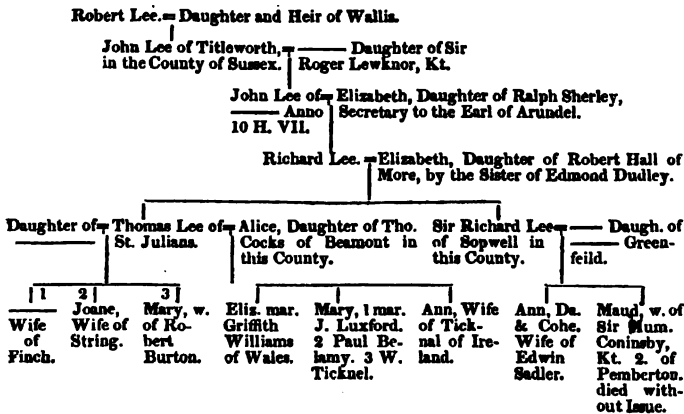 Robert Lee. = Daughter and Heir of Wallis.
John Lee of Titleworth, = ——— Daughter of Sir
in the County of Sussex. Roger Lewknor, Kt.
John Lee of = Elizabeth, Daughter of Ralph Sherley,
——— Anno Secretary to the Earl of Arundel.
10 H. VII.
Richard Lee. = Elizabeth, Daughter of Robert Hall of
More, by the Sister of Edmond Dudley.
Daughter of = Thomas Lee of = Alice, Daughter of Tho.
——— St. Julians. Cocks of Beamont in
this County.
Sir Richard Lee = ——— Daugh. of
of Sopwell in ——— Green-
this County. feild.
1
———
Wife
of
Finch.
2
Joane,
Wife of
String.
3
Mary, w.
of Ro-
bert
Burton.
Elis. mar.
Griffith
Williams
of Wales.
Mary, 1 mar.
J. Luxford.
2 Paul Be-
lamy. 3 W.
Ticknel.
Ann, Wife
of Tick-
nal of Ire-
land.
Ann, Da.
& Cohe.
Wife of
Edwin
Sadler.
Maud, w. of
Sir Hum.
Coninsby,
Kt. 2. of
Pemberton.
died with-
out Issue.